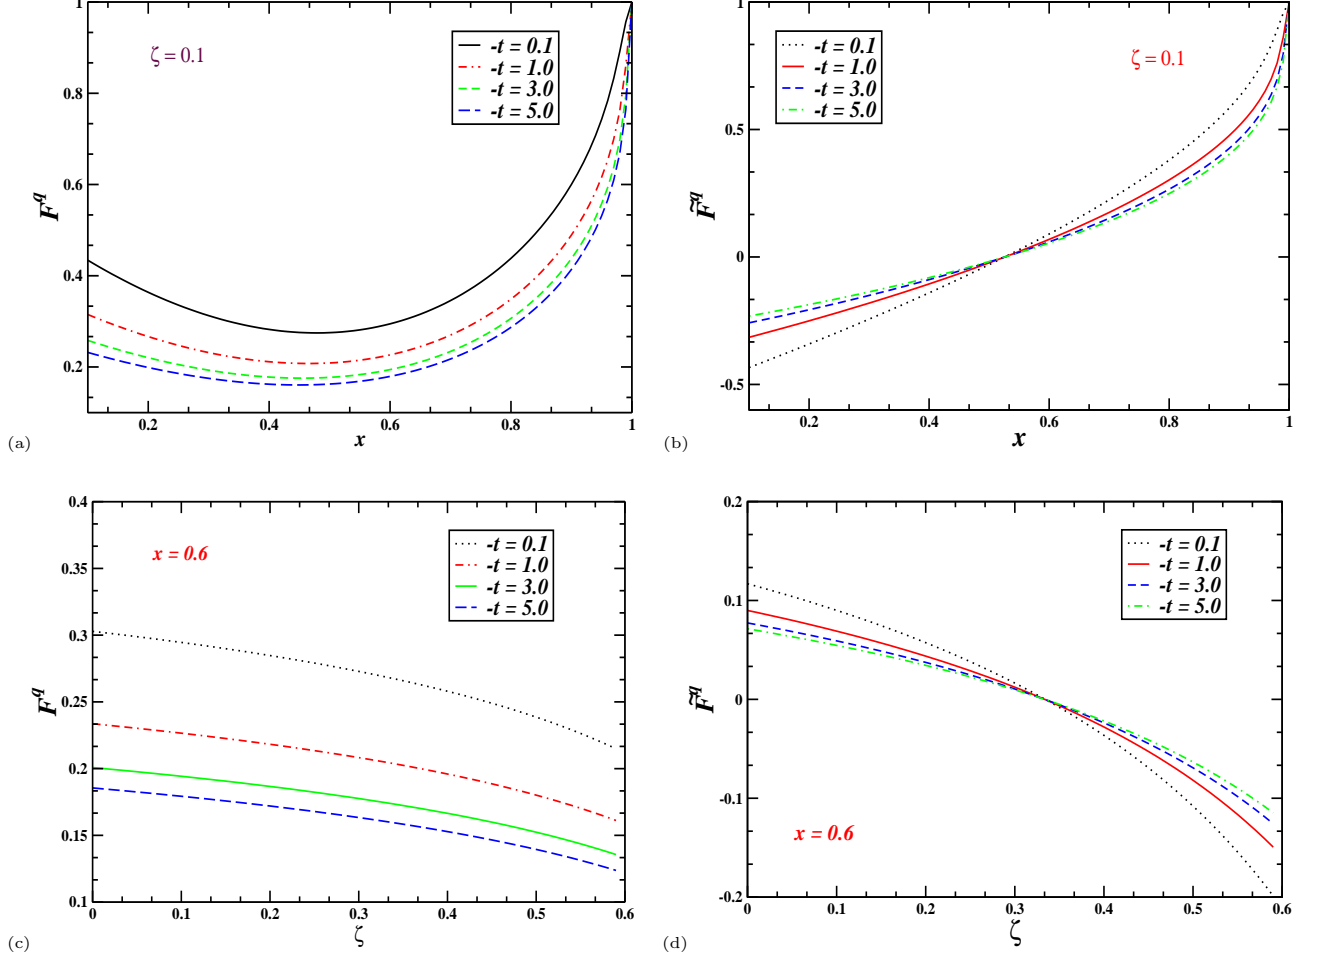 1
0.8
0.6
0.4
0.2
F^q
ζ = 0.1
-t = 0.1
-t = 1.0
-t = 3.0
-t = 5.0
0.2
0.4
0.6
0.8
1
x
(a)
1
0.5
0
-0.5
F̃^q
-t = 0.1
-t = 1.0
-t = 3.0
-t = 5.0
ζ = 0.1
0.2
0.4
0.6
0.8
1
x
(b)
0.4
0.35
0.3
0.25
0.2
0.15
0.1
F^q
x = 0.6
-t = 0.1
-t = 1.0
-t = 3.0
-t = 5.0
0
0.1
0.2
0.3
0.4
0.5
0.6
ζ
(c)
0.2
0.1
0
-0.1
-0.2
F̃^q
-t = 0.1
-t = 1.0
-t = 3.0
-t = 5.0
x = 0.6
0
0.1
0.2
0.3
0.4
0.5
0.6
ζ
(d)